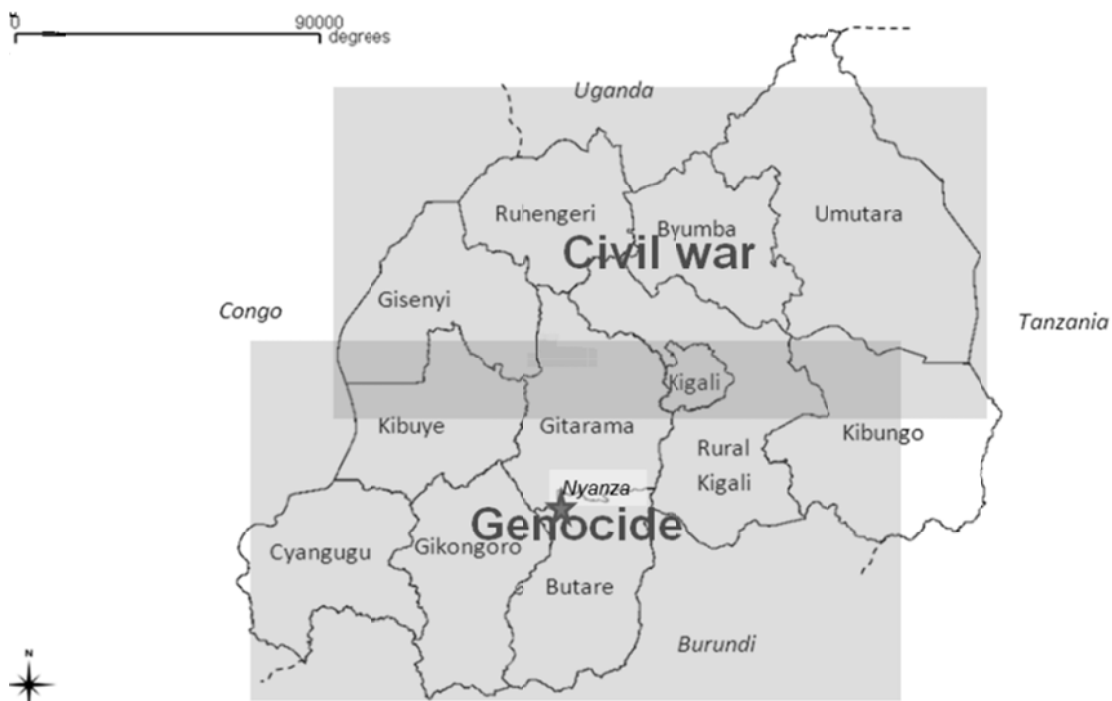 0 90000
degrees
Uganda
Ruhengeri
Byumba
Umutara
Civil war
Gisenyi
Congo
Tanzania
Kigali
Kibuye
Gitarama
Kibungo
Rural
Kigali
Nyanza
Genocide
Cyangugu
Gikongoro
Butare
Burundi
N